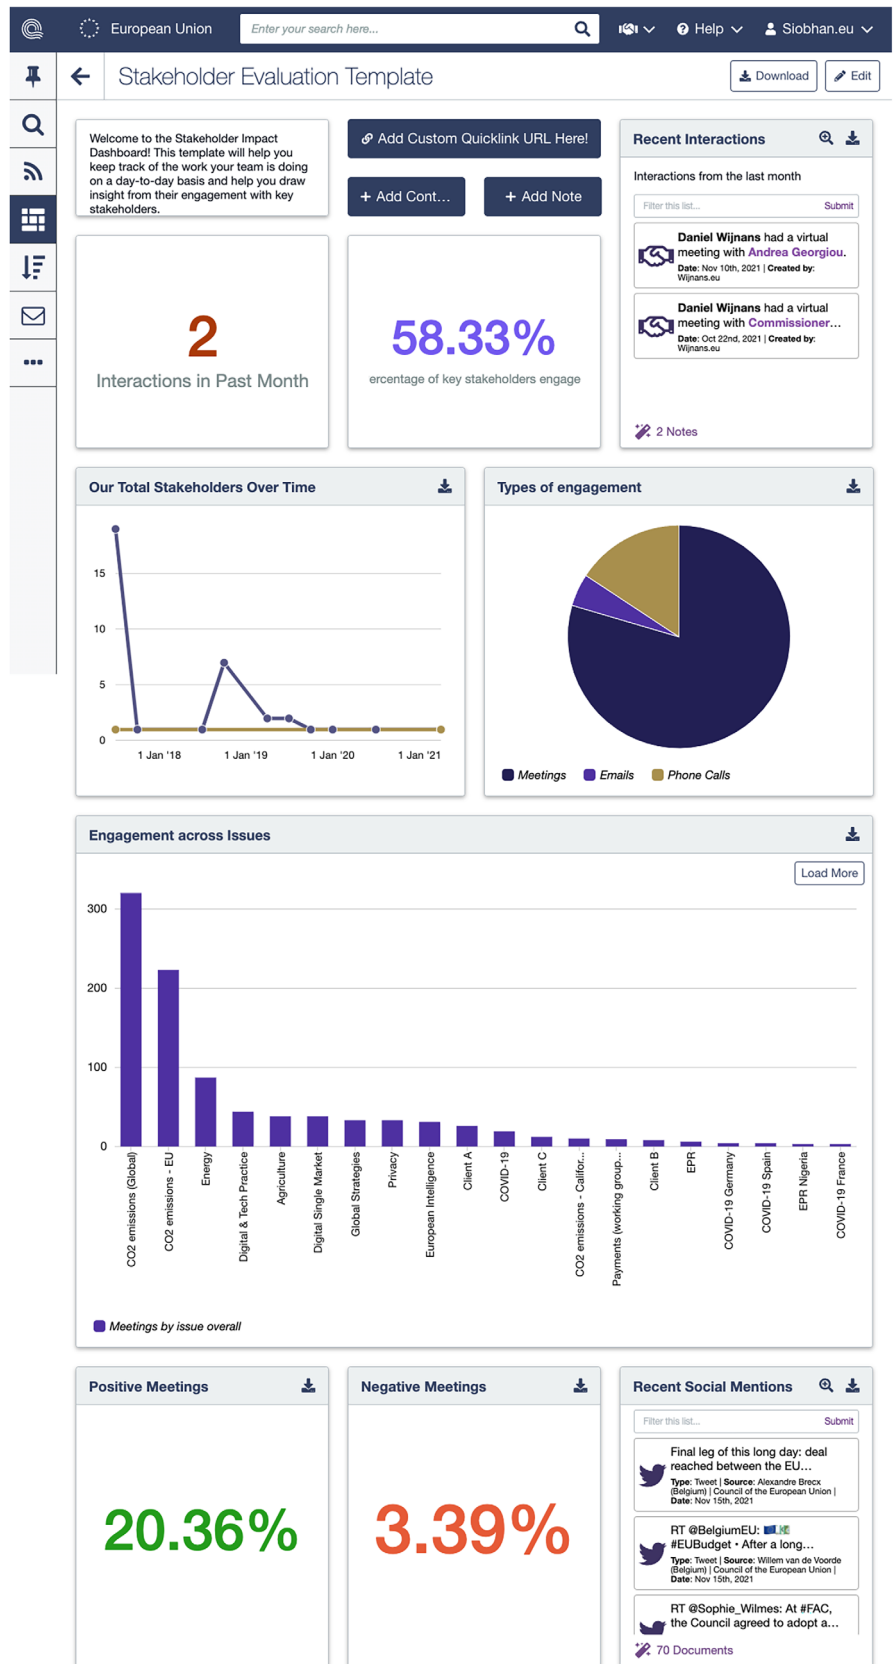 European Union
Enter your search here...
Help
Siobhan.eu
Stakeholder Evaluation Template
Download
Edit
Welcome to the Stakeholder Impact
Dashboard! This template will help you
keep track of the work your team is doing
on a day-to-day basis and help you draw
insight from their engagement with key
stakeholders.
Add Custom Quicklink URL Here!
+ Add Cont...
+ Add Note
2
Interactions in Past Month
58.33%
ercentage of key stakeholders engage
Recent Interactions
Interactions from the last month
Filter this list...
Submit
Daniel Wijnans had a virtual
meeting with Andrea Georgiou.
Date: Nov 10th, 2021 | Created by:
Wijnans.eu
Daniel Wijnans had a virtual
meeting with Commissioner...
Date: Oct 22nd, 2021 | Created by:
Wijnans.eu
2 Notes
Our Total Stakeholders Over Time
15
10
5
0
1 Jan '18
1 Jan '19
1 Jan '20
1 Jan '21
Types of engagement
Meetings
Emails
Phone Calls
Engagement across Issues
Load More
300
200
100
0
CO2 emissions (Global)
CO2 emissions - EU
Energy
Digital & Tech Practice
Agriculture
Digital Single Market
Global Strategies
Privacy
European Intelligence
Client A
COVID-19
Client C
CO2 emissions - Califor...
Payments (working group...
Client B
EPR
COVID-19 Germany
COVID-19 Spain
EPR Nigeria
COVID-19 France
Meetings by issue overall
Positive Meetings
20.36%
Negative Meetings
3.39%
Recent Social Mentions
Filter this list...
Submit
Final leg of this long day: deal
reached between the EU...
Type: Tweet | Source: Alexandre Brecx
(Belgium) | Council of the European Union |
Date: Nov 15th, 2021
RT @BelgiumEU:
#EUBudget • After a long...
Type: Tweet | Source: Willem van de Voorde
(Belgium) | Council of the European Union |
Date: Nov 15th, 2021
RT @Sophie_Wilmes: At #FAC,
the Council agreed to adopt a...
70 Documents